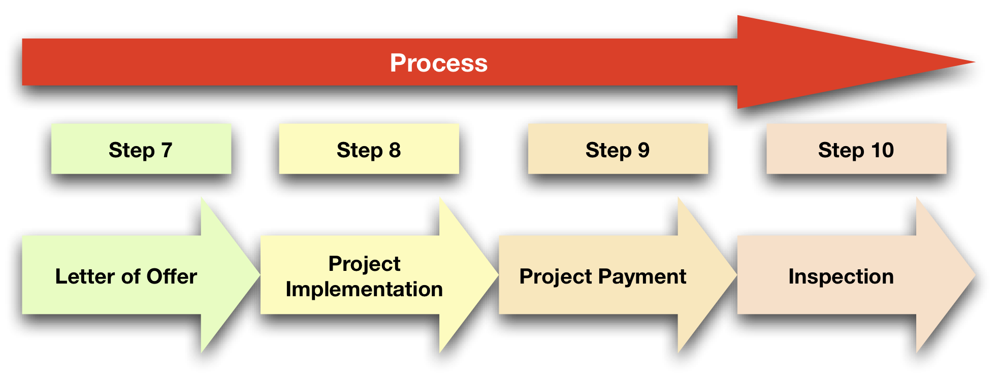 Process
Step 7
Step 8
Step 9
Step 10
Letter of Offer
Project
Implementation
Project Payment
Inspection